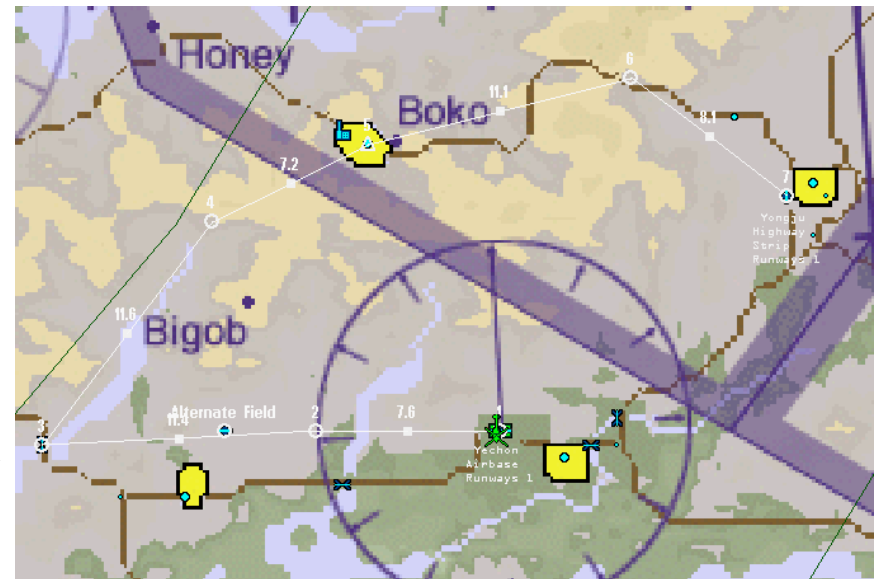 Honey
6
11.1
Boko
5
8.1
7.2
7
4
Yongju
Highway
Strip
Runways 1
11.6
Bigob
Alternate Field
3
11.4
2
7.6
1
Yechon
Airbase
Runways 1